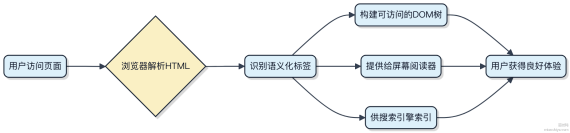 用户访问页面
浏览器解析HTML
识别语义化标签
构建可访问的DOM树
提供给屏幕阅读器
供搜索引擎索引
用户获得良好体验